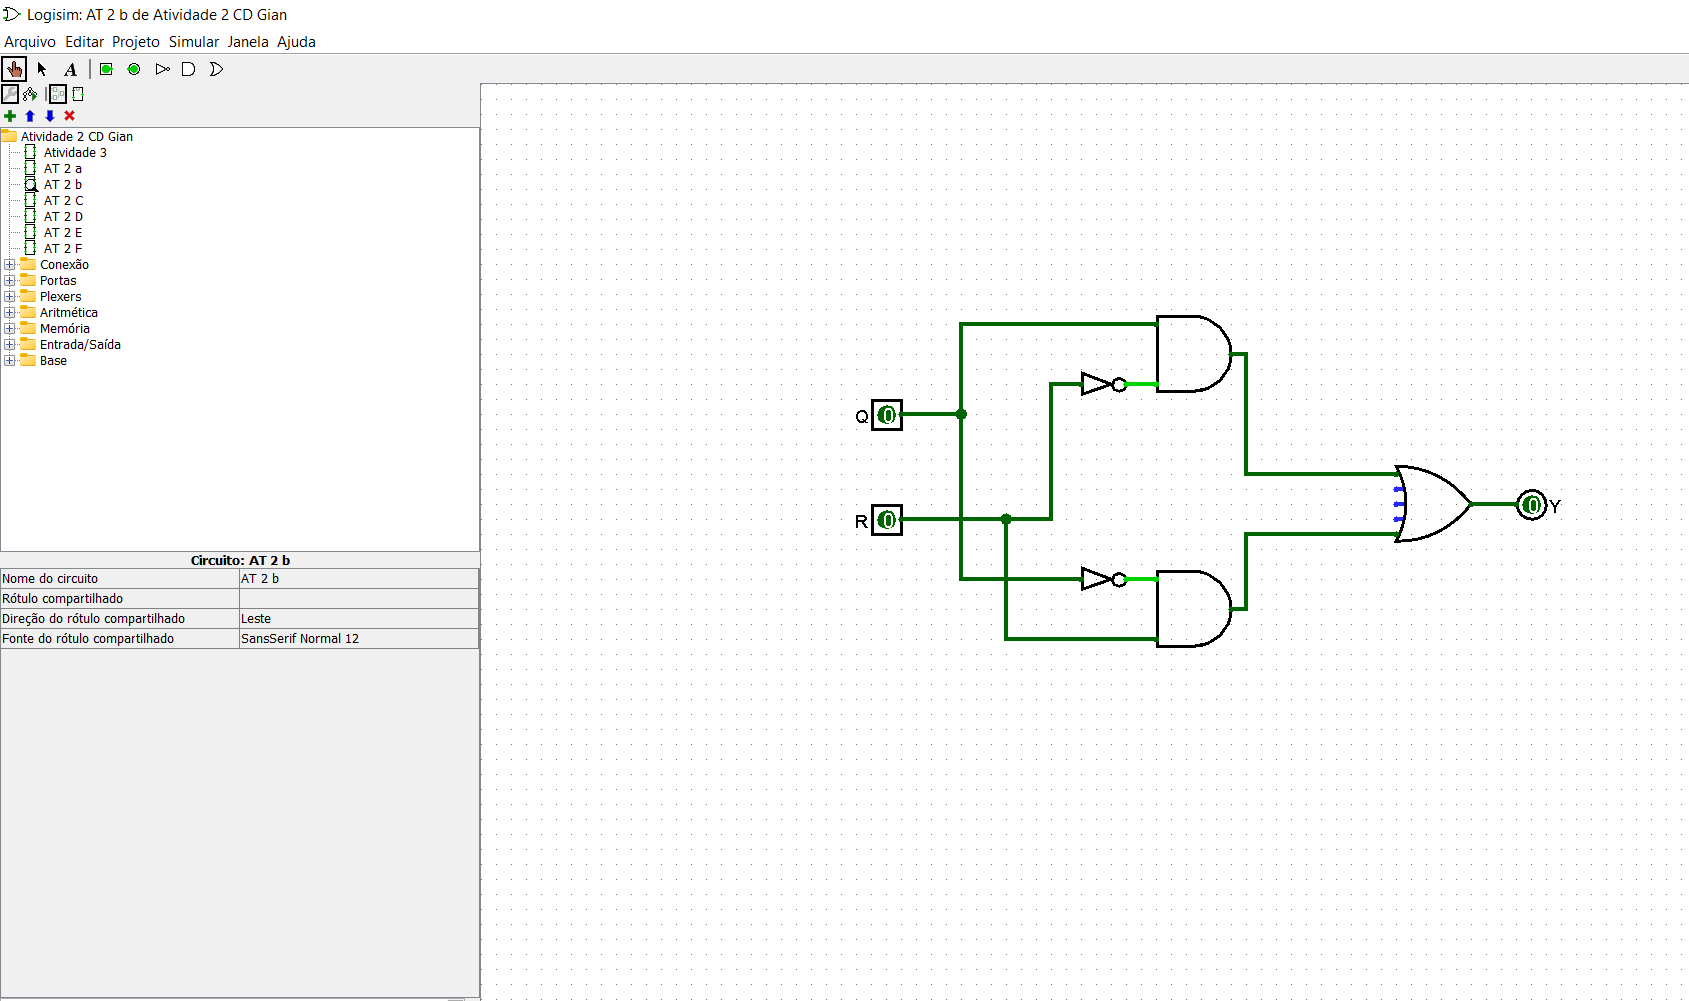 Logisim: AT 2 b de Atividade 2 CD Gian
Arquivo Editar Projeto Simular Janela Ajuda
A
Atividade 2 CD Gian
Atividade 3
AT 2 a
AT 2 b
AT 2 C
AT 2 D
AT 2 E
AT 2 F
Conexão
Portas
Plexers
Aritmética
Memória
Entrada/Saída
Base
Circuito: AT 2 b
Nome do circuito AT 2 b
Rótulo compartilhado
Direção do rótulo compartilhado Leste
Fonte do rótulo compartilhado SansSerif Normal 12
Q 0
R 0
0 Y